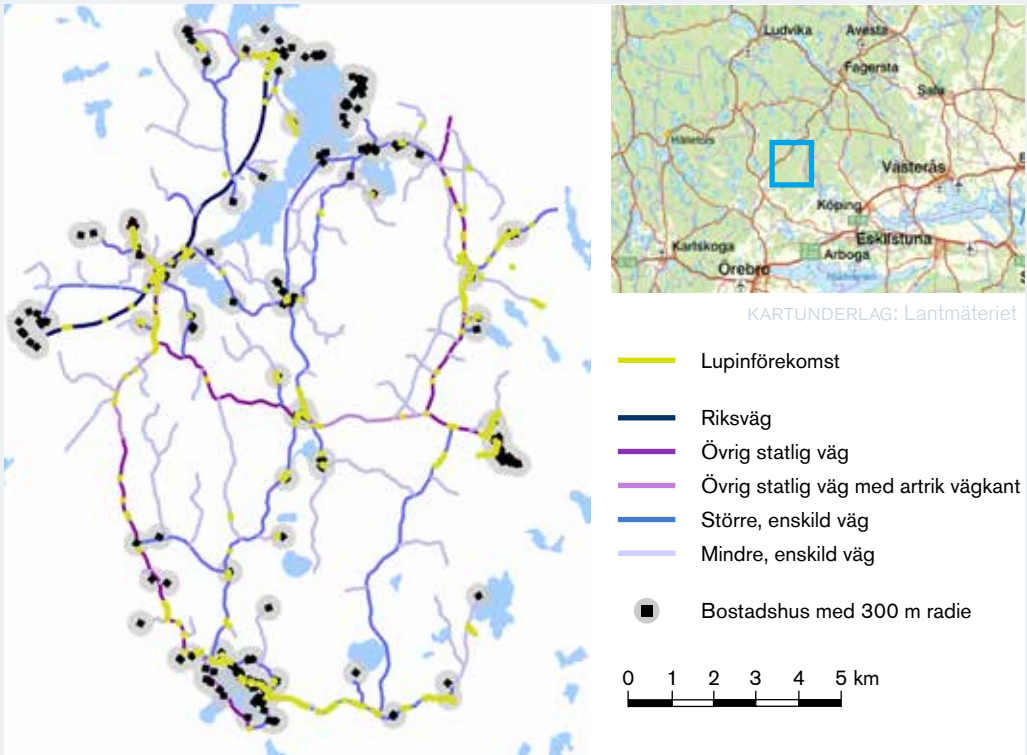 Ludvika
Avesta
Fagersta
Sala
Hällefors
Västerås
Köping
Eskilstuna
Karlskoga
Arboga
Örebro
KARTUNDERLAG: Lantmäteriet
Lupinförekomst
Riksväg
Övrig statlig väg
Övrig statlig väg med artrik vägkant
Större, enskild väg
Mindre, enskild väg
Bostadshus med 300 m radie
0 1 2 3 4 5 km